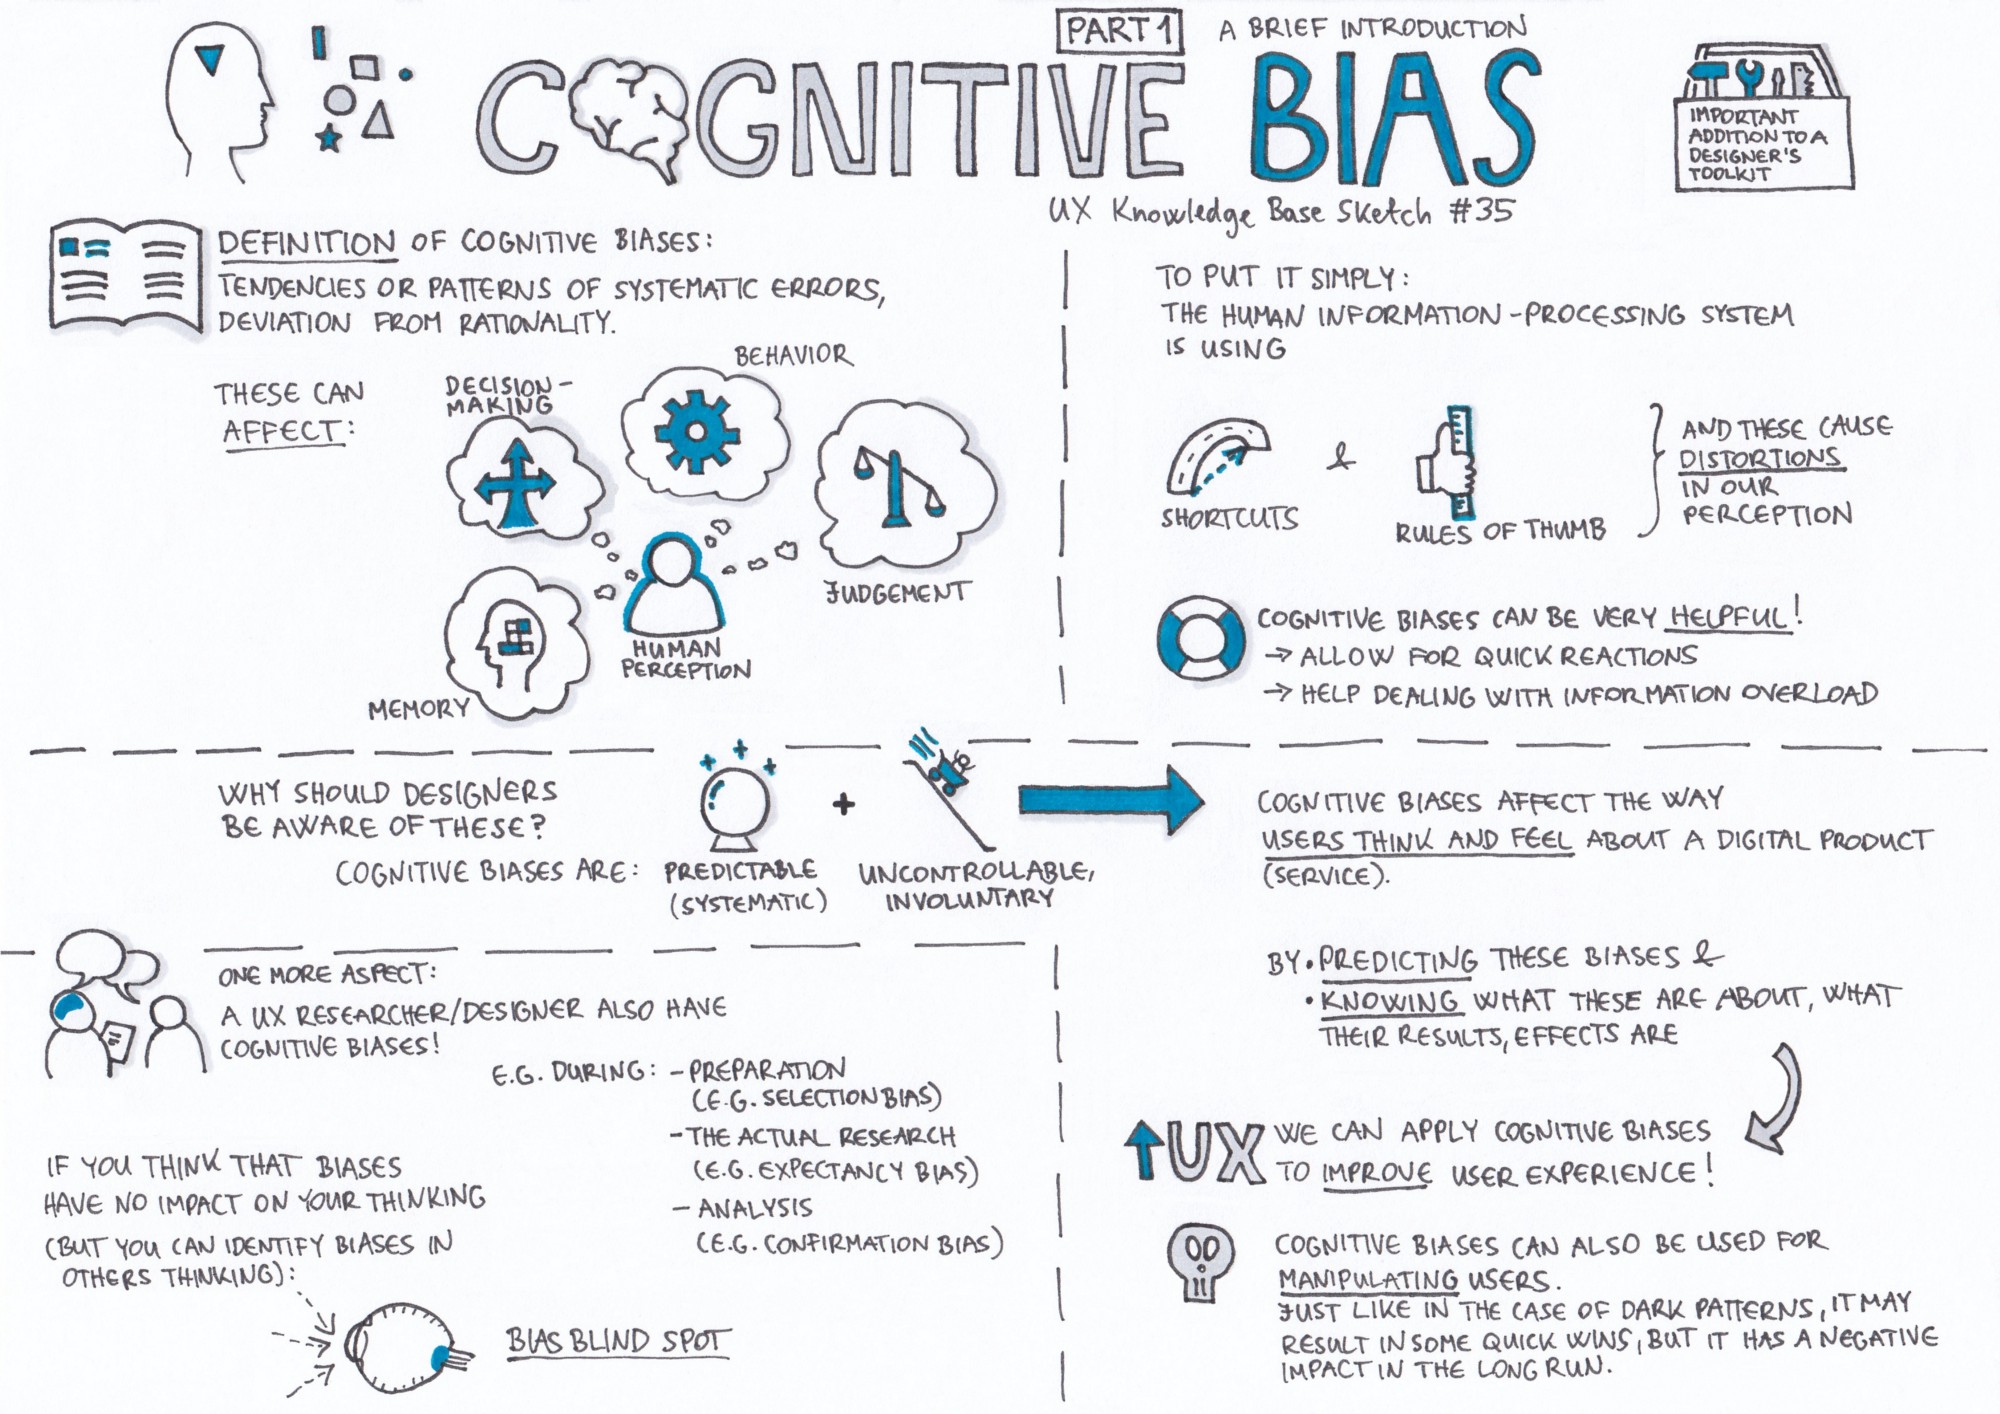 PART 1
A BRIEF INTRODUCTION
COGNITIVE BIAS
UX Knowledge Base Sketch #35
IMPORTANT
ADDITION TO A
DESIGNER'S
TOOLKIT
DEFINITION OF COGNITIVE BIASES:
TENDENCIES OR PATTERNS OF SYSTEMATIC ERRORS,
DEVIATION FROM RATIONALITY.
THESE CAN
AFFECT:
DECISION-
MAKING
BEHAVIOR
JUDGEMENT
HUMAN
PERCEPTION
MEMORY
TO PUT IT SIMPLY:
THE HUMAN INFORMATION-PROCESSING SYSTEM
IS USING
SHORTCUTS
&
RULES OF THUMB
AND THESE CAUSE
DISTORTIONS
IN OUR
PERCEPTION
COGNITIVE BIASES CAN BE VERY HELPFUL!
→ ALLOW FOR QUICK REACTIONS
→ HELP DEALING WITH INFORMATION OVERLOAD
WHY SHOULD DESIGNERS
BE AWARE OF THESE?
COGNITIVE BIASES ARE:
PREDICTABLE
(SYSTEMATIC)
+
UNCONTROLLABLE,
INVOLUNTARY
COGNITIVE BIASES AFFECT THE WAY
USERS THINK AND FEEL ABOUT A DIGITAL PRODUCT
(SERVICE).
BY • PREDICTING THESE BIASES &
• KNOWING WHAT THESE ARE ABOUT, WHAT
THEIR RESULTS, EFFECTS ARE
UX
WE CAN APPLY COGNITIVE BIASES
TO IMPROVE USER EXPERIENCE!
COGNITIVE BIASES CAN ALSO BE USED FOR
MANIPULATING USERS.
JUST LIKE IN THE CASE OF DARK PATTERNS, IT MAY
RESULT IN SOME QUICK WINS, BUT IT HAS A NEGATIVE
IMPACT IN THE LONG RUN.
ONE MORE ASPECT:
A UX RESEARCHER/DESIGNER ALSO HAVE
COGNITIVE BIASES!
E.G. DURING: - PREPARATION
(E.G. SELECTION BIAS)
- THE ACTUAL RESEARCH
(E.G. EXPECTANCY BIAS)
- ANALYSIS
(E.G. CONFIRMATION BIAS)
IF YOU THINK THAT BIASES
HAVE NO IMPACT ON YOUR THINKING
(BUT YOU CAN IDENTIFY BIASES IN
OTHERS THINKING):
BIAS BLIND SPOT